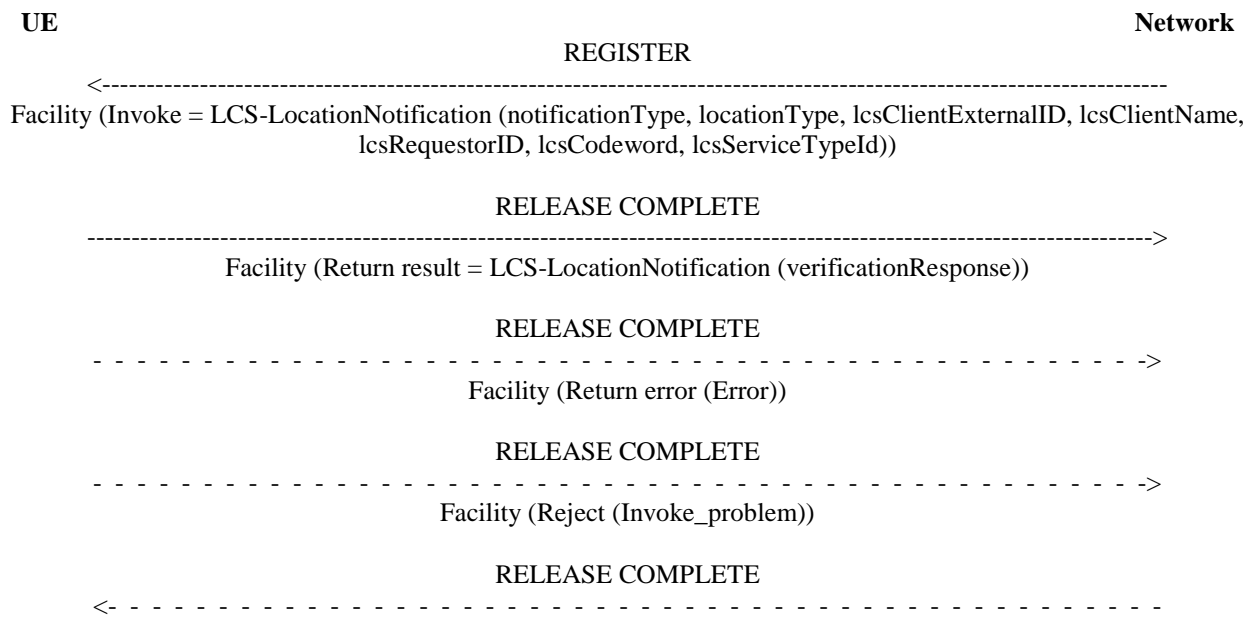 UE Network
REGISTER
<------------------------------------------------------------------------------------------------------------------------
Facility (Invoke = LCS-LocationNotification (notificationType, locationType, lcsClientExternalID, lcsClientName,
lcsRequestorID, lcsCodeword, lcsServiceTypeId))
RELEASE COMPLETE
------------------------------------------------------------------------------------------------------------------------>
Facility (Return result = LCS-LocationNotification (verificationResponse))
RELEASE COMPLETE
- - - - - - - - - - - - - - - - - - - - - - - - - - - - - - - - - - - - - - - - - - - - - - - ->
Facility (Return error (Error))
RELEASE COMPLETE
- - - - - - - - - - - - - - - - - - - - - - - - - - - - - - - - - - - - - - - - - - - - - - - ->
Facility (Reject (Invoke_problem))
RELEASE COMPLETE
<- - - - - - - - - - - - - - - - - - - - - - - - - - - - - - - - - - - - - - - - - - - - - - - -